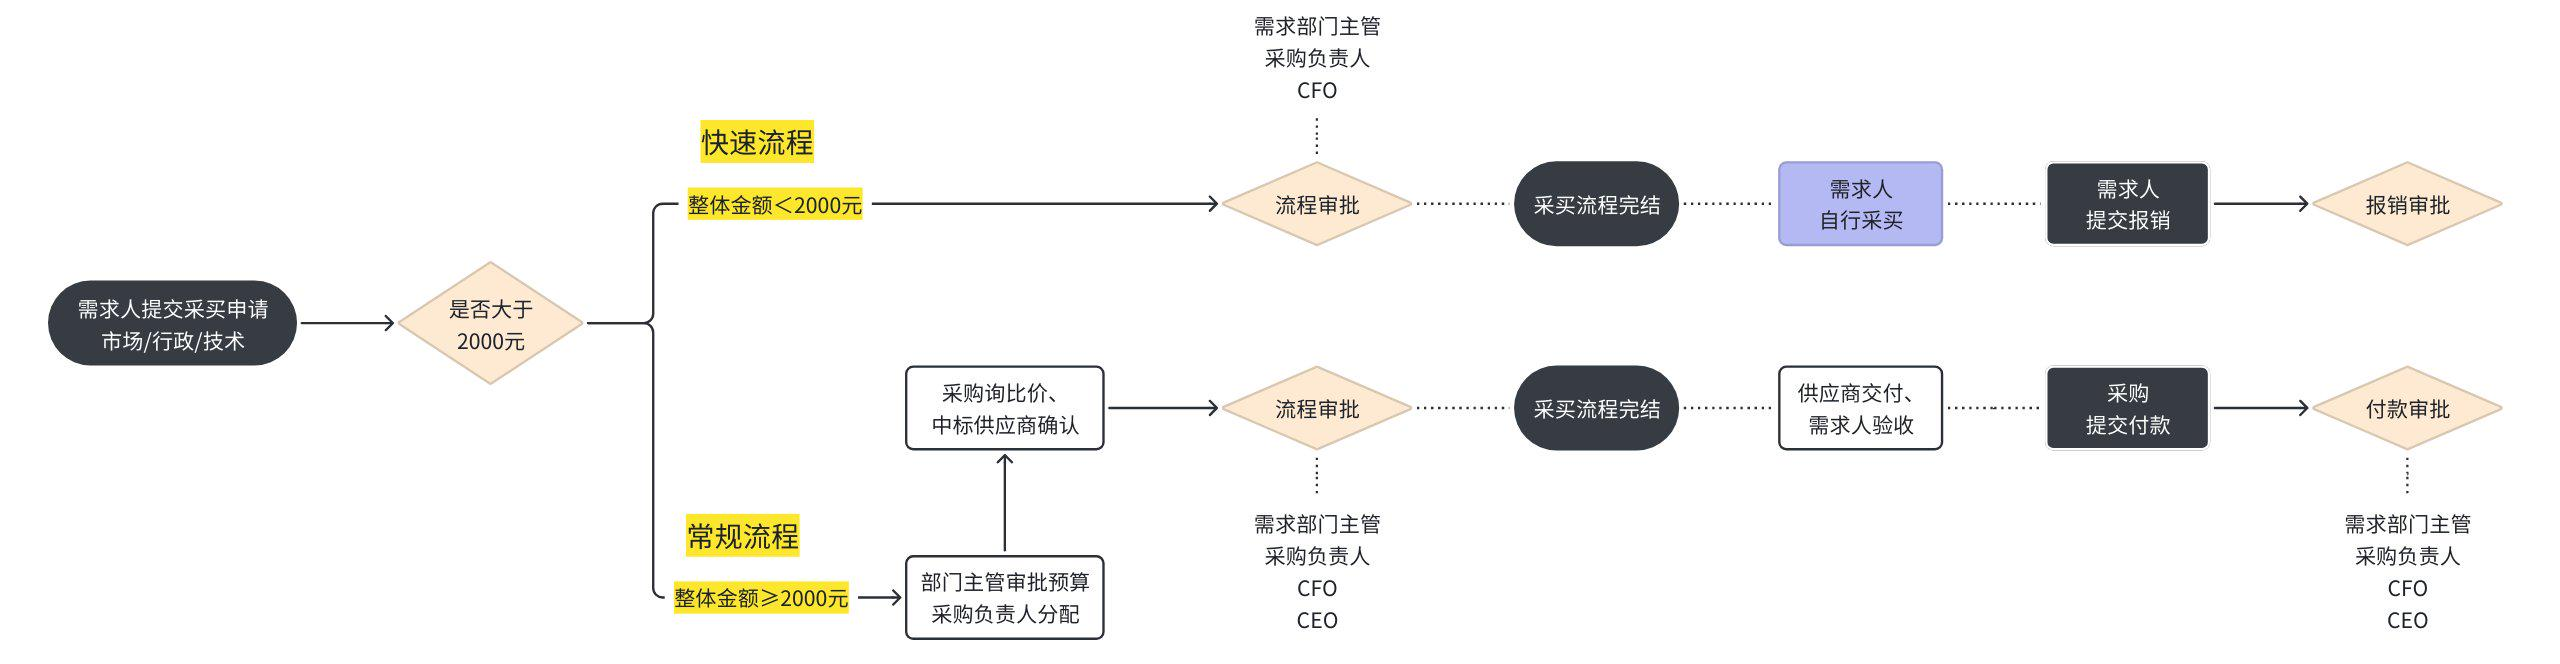 需求人提交采买申请
市场/行政/技术
是否大于
2000元
快速流程
整体金额＜2000元
需求部门主管
采购负责人
CFO
流程审批
采买流程完结
需求人
自行采买
需求人
提交报销
报销审批
常规流程
整体金额≥2000元
部门主管审批预算
采购负责人分配
采购询比价、
中标供应商确认
流程审批
需求部门主管
采购负责人
CFO
CEO
采买流程完结
供应商交付、
需求人验收
采购
提交付款
付款审批
需求部门主管
采购负责人
CFO
CEO